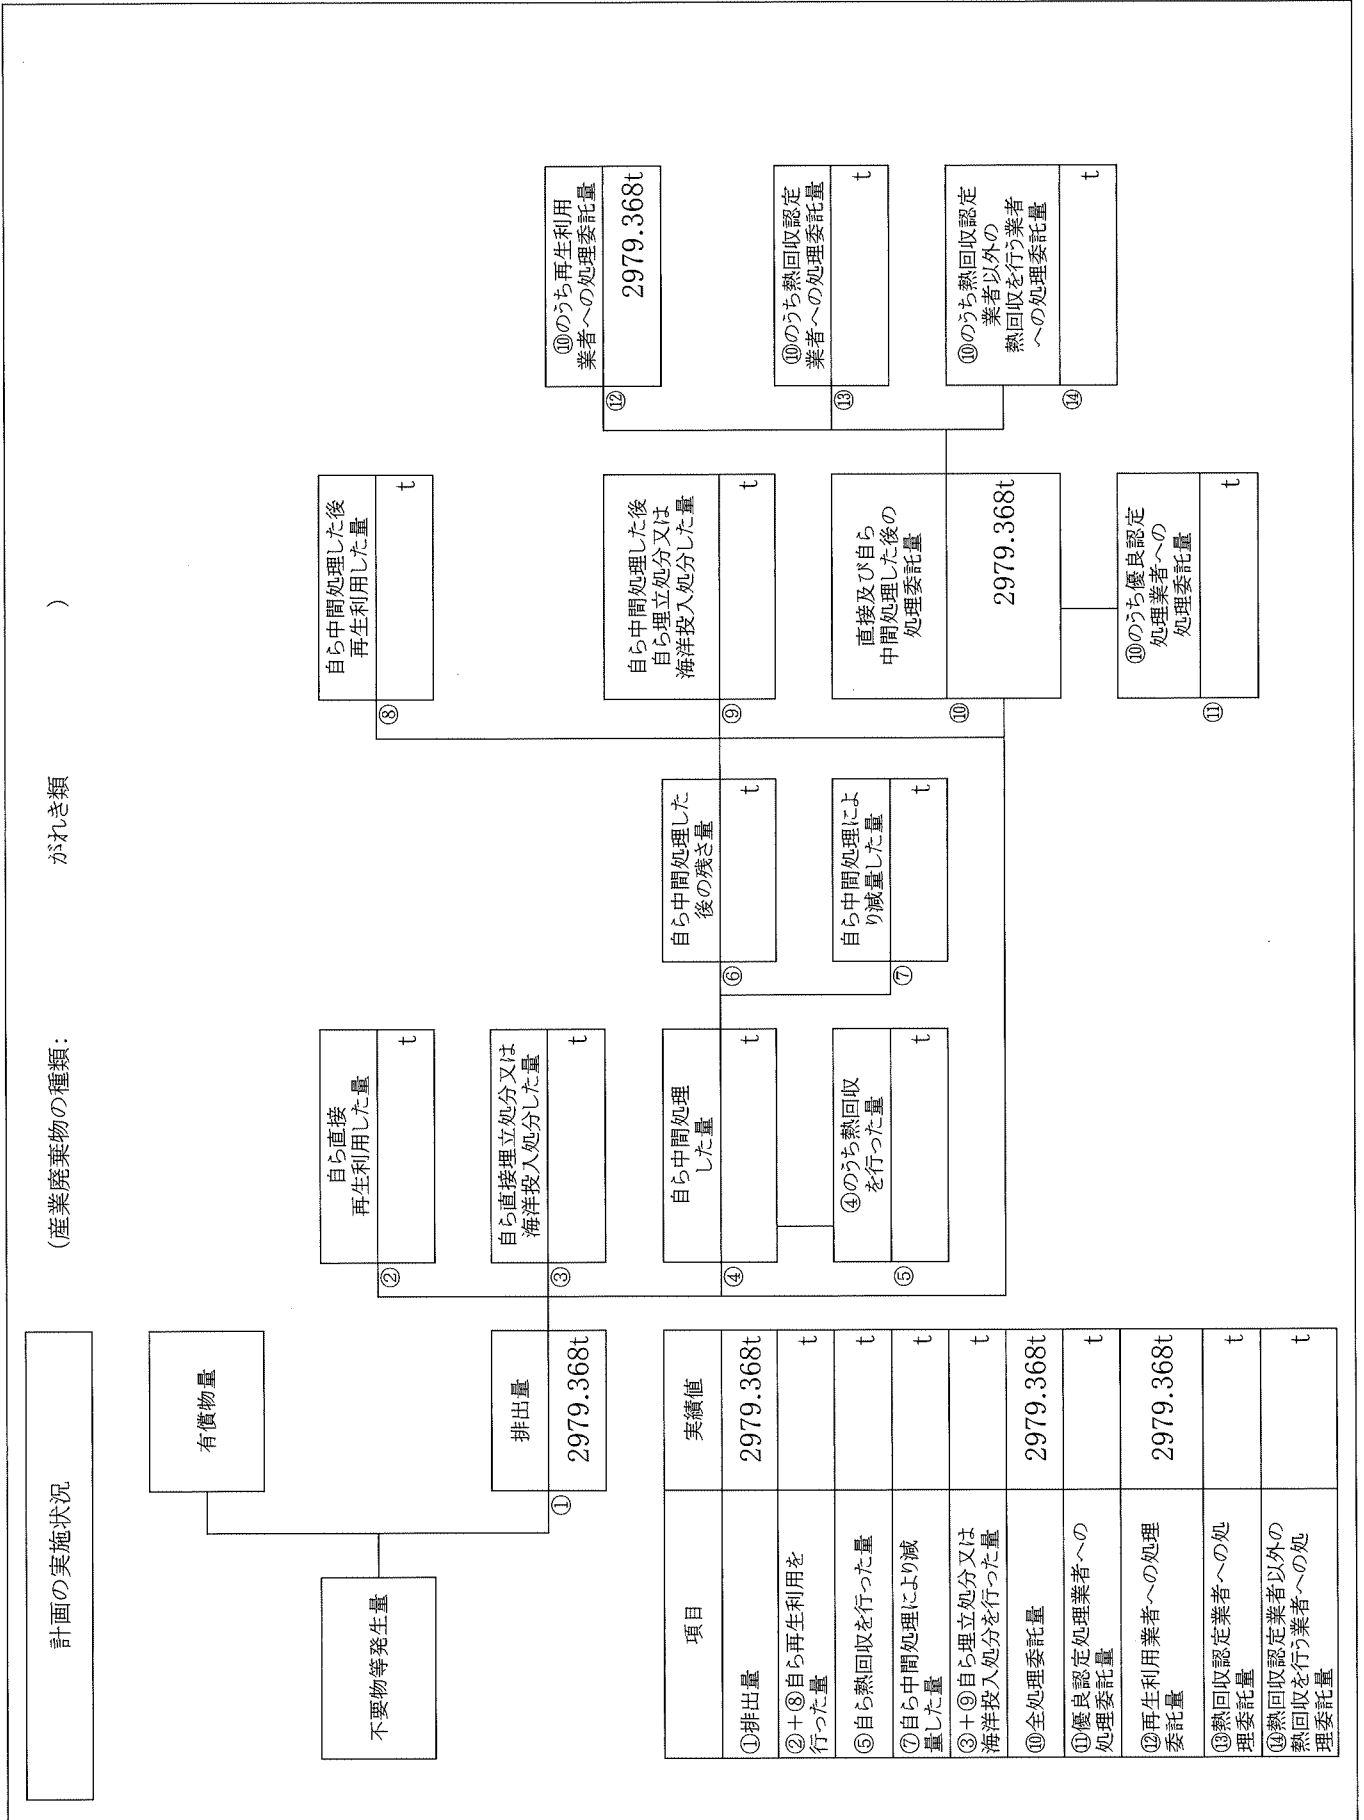 計画の実施状況
(産業廃棄物の種類:　がれき類　)
不要物等発生量
有償物量
排出量
①
2979.368t
自ら直接
再生利用した量
②
t
自ら直接埋立処分又は
海洋投入処分した量
③
t
自ら中間処理
した量
④
t
④のうち熱回収
を行った量
⑤
t
自ら中間処理した
後の残さ量
⑥
t
自ら中間処理によ
り減量した量
⑦
t
自ら中間処理した後
再生利用した量
⑧
t
自ら中間処理した後
自ら埋立処分又は
海洋投入処分した量
⑨
t
直接及び自ら
中間処理した後の
処理委託量
⑩
2979.368t
⑩のうち優良認定
処理業者への
処理委託量
⑪
t
⑩のうち再生利用
業者への処理委託量
⑫
2979.368t
⑩のうち熱回収認定
業者への処理委託量
⑬
t
⑩のうち熱回収認定
業者以外の
熱回収を行う業者
への処理委託量
⑭
t
項目 実績値
①排出量 2979.368t
②+⑧自ら再生利用を
行った量 t
⑤自ら熱回収を行った量 t
⑦自ら中間処理により減
量した量 t
③+⑨自ら埋立処分又は
海洋投入処分を行った量 t
⑩全処理委託量 2979.368t
⑪優良認定処理業者への
処理委託量 t
⑫再生利用業者への処理
委託量 2979.368t
⑬熱回収認定業者への処
理委託量 t
⑭熱回収認定業者以外の
熱回収を行う業者への処
理委託量 t